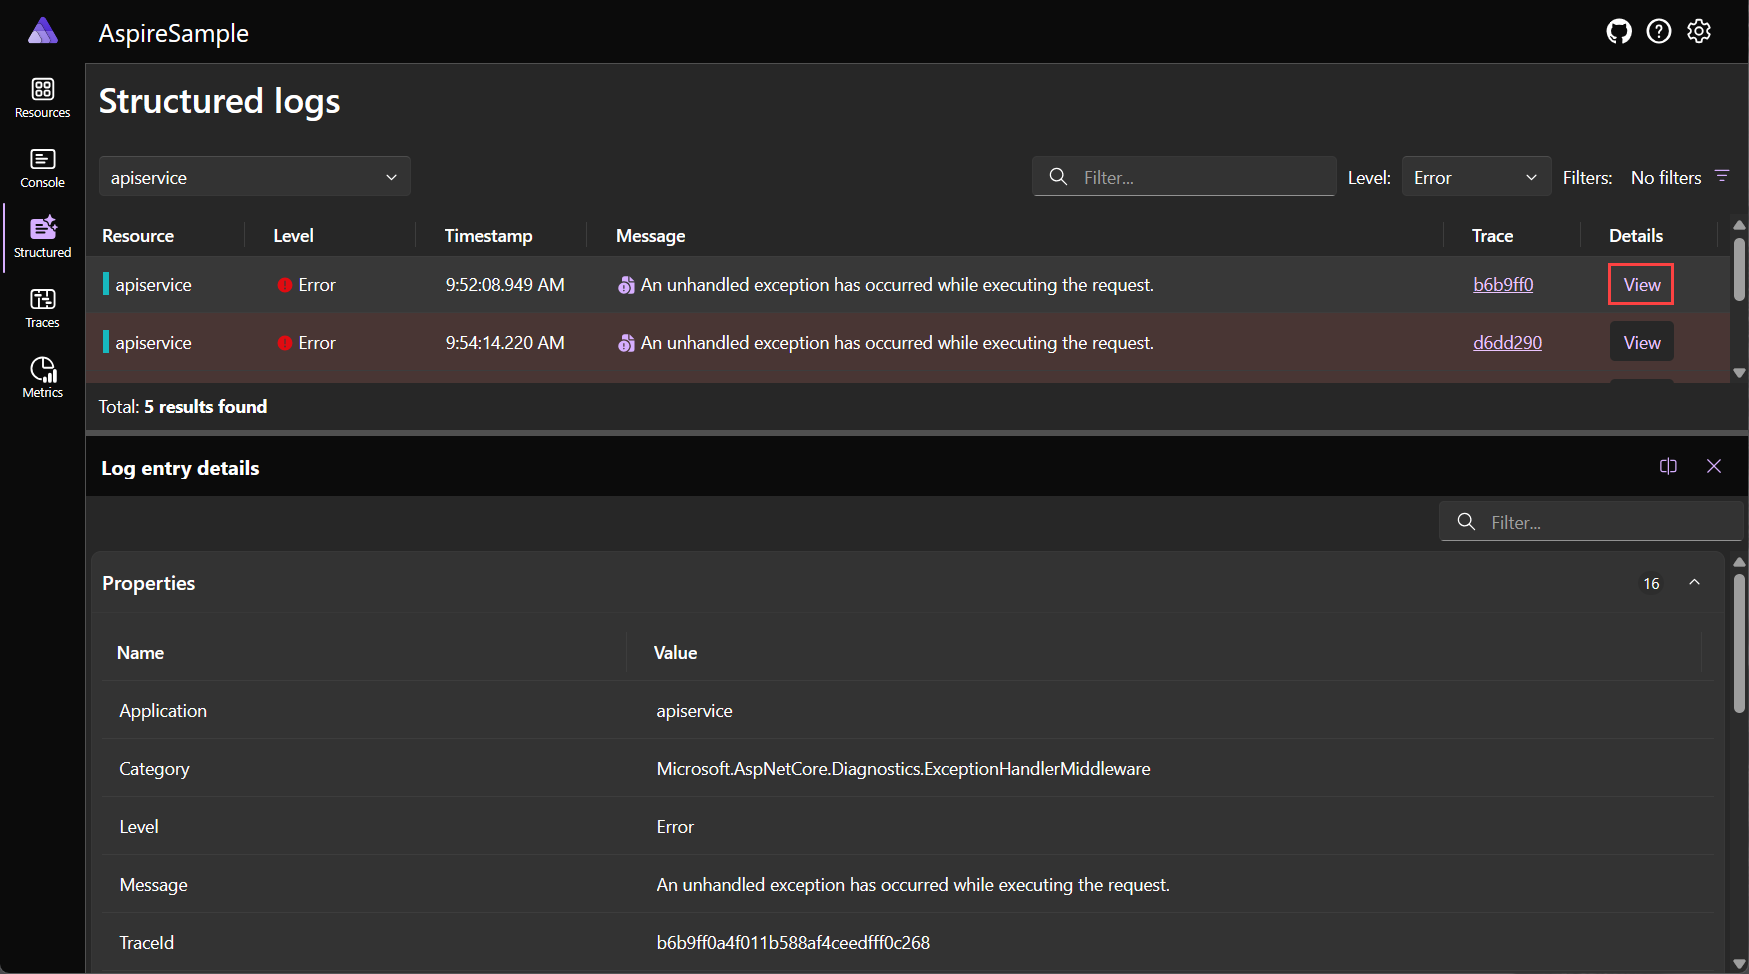 AspireSample
Resources
Console
Structured
Traces
Metrics
Structured logs
apiservice
Filter...
Level:
Error
Filters:
No filters
Resource Level Timestamp Message Trace Details
apiservice Error 9:52:08.949 AM An unhandled exception has occurred while executing the request. b6b9ff0 View
apiservice Error 9:54:14.220 AM An unhandled exception has occurred while executing the request. d6dd290 View
Total: 5 results found
Log entry details
Filter...
Properties 16
Name Value
Application apiservice
Category Microsoft.AspNetCore.Diagnostics.ExceptionHandlerMiddleware
Level Error
Message An unhandled exception has occurred while executing the request.
TraceId b6b9ff0a4f011b588af4ceedfff0c268